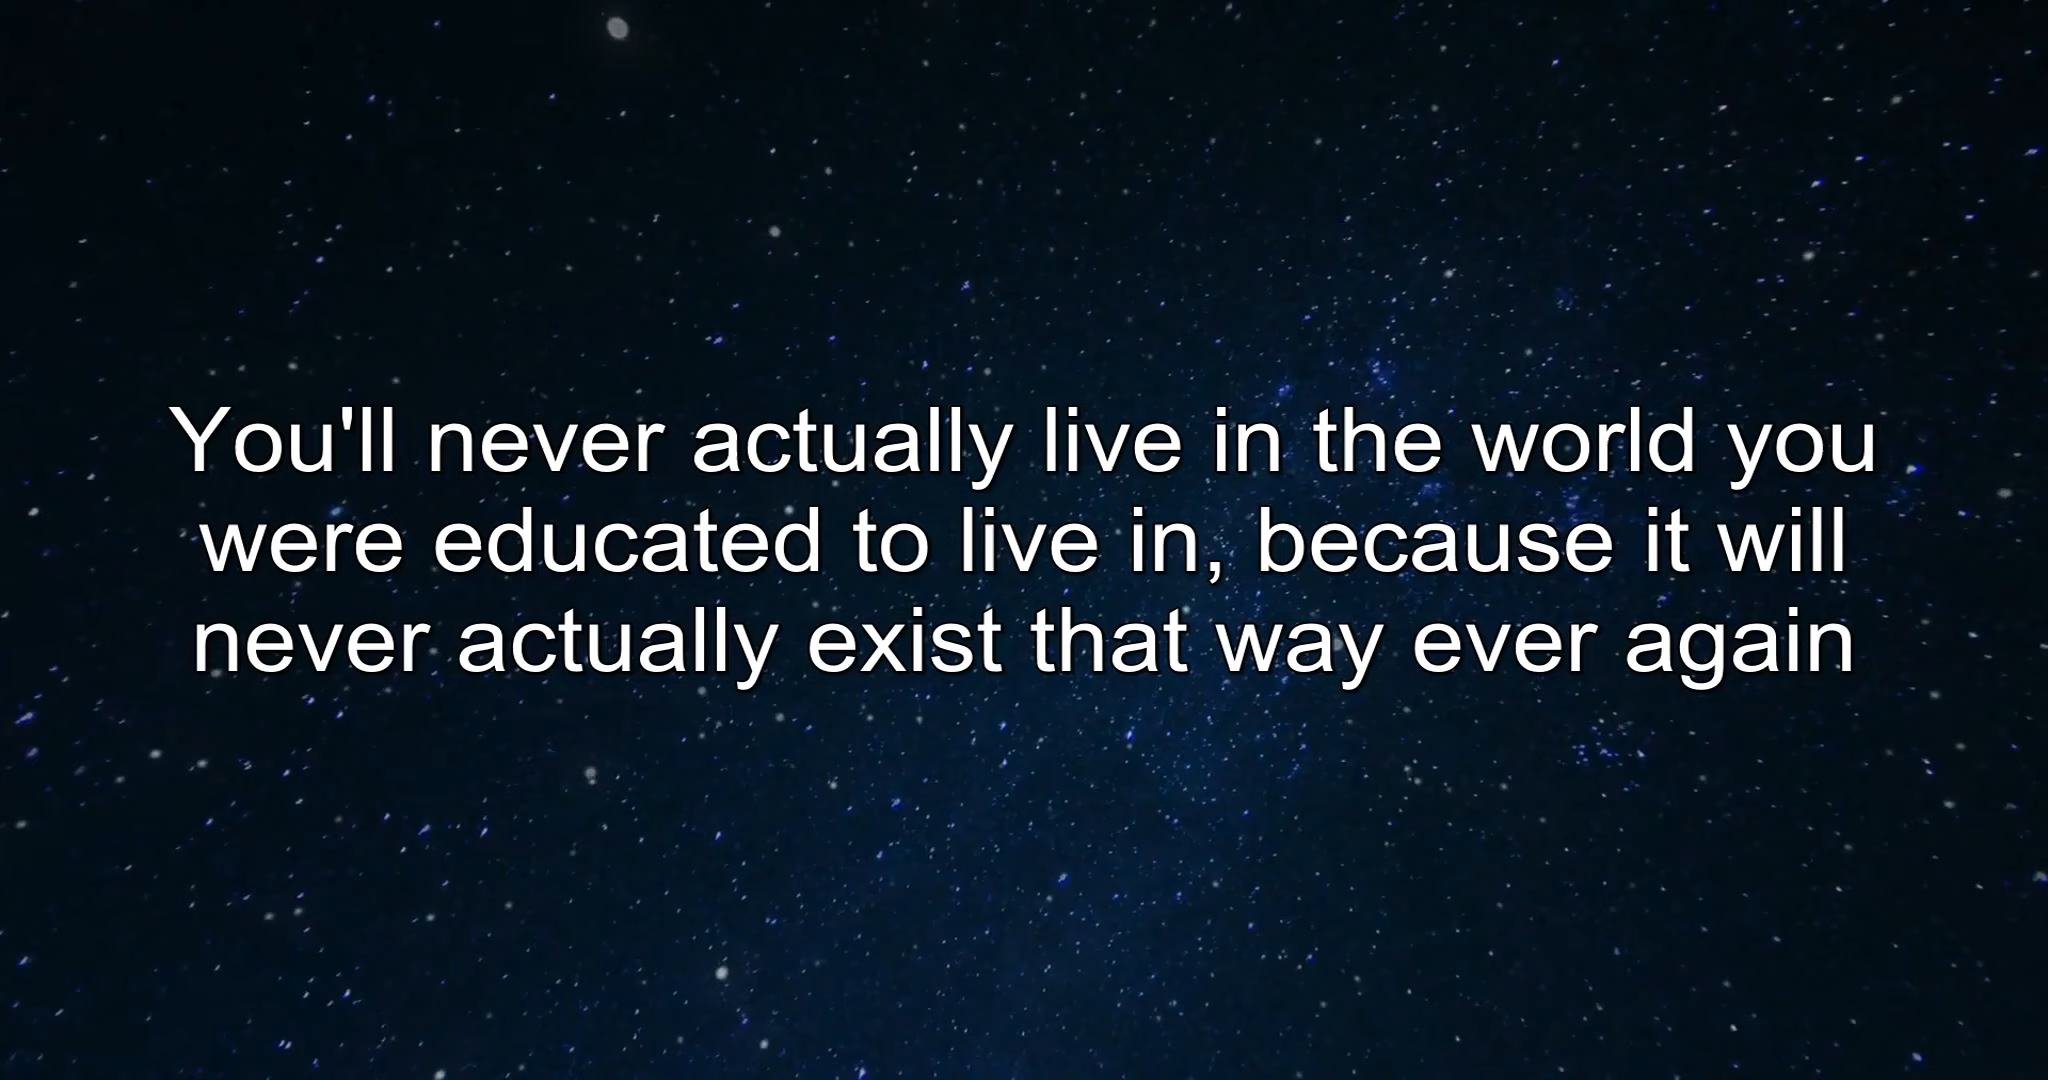 You'll never actually live in the world you
were educated to live in, because it will
never actually exist that way ever again